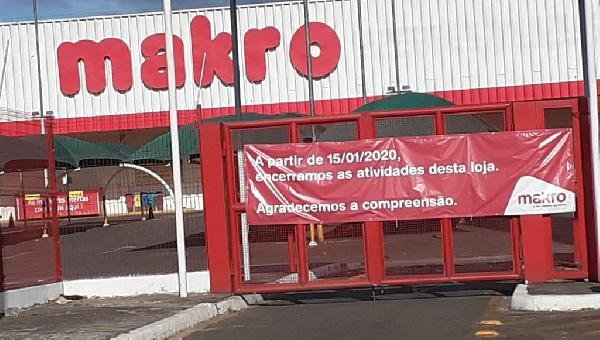 makro
A partir de 15/01/2020,
encerramos as atividades desta loja.
Agradecemos a compreensão.
makro